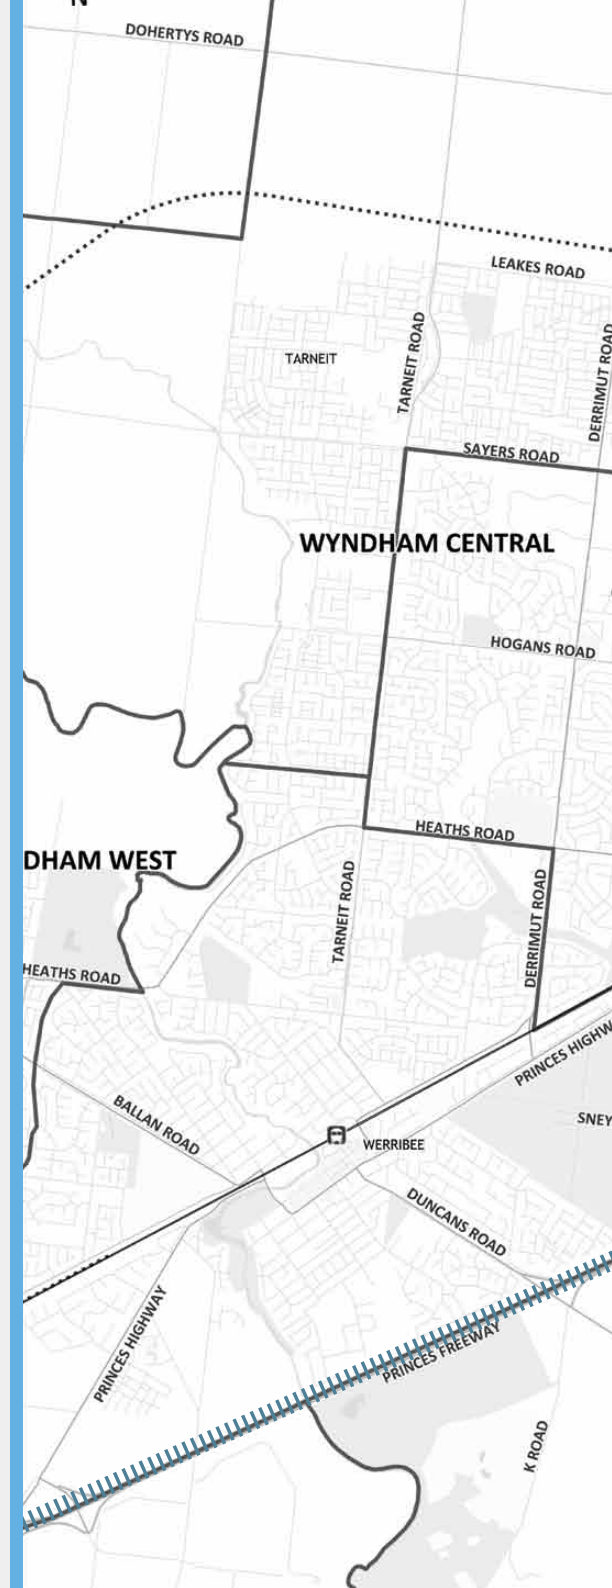 N
DOHERTYS ROAD
LEAKES ROAD
TARNEIT ROAD
DERRIMUT ROAD
TARNEIT
SAYERS ROAD
WYNDHAM CENTRAL
HOGANS ROAD
HEATHS ROAD
DHAM WEST
TARNEIT ROAD
DERRIMUT ROAD
HEATHS ROAD
PRINCES HIGHW
BALLAN ROAD
SNEY
WERRIBEE
DUNCANS ROAD
PRINCES HIGHWAY
PRINCES FREEWAY
K ROAD